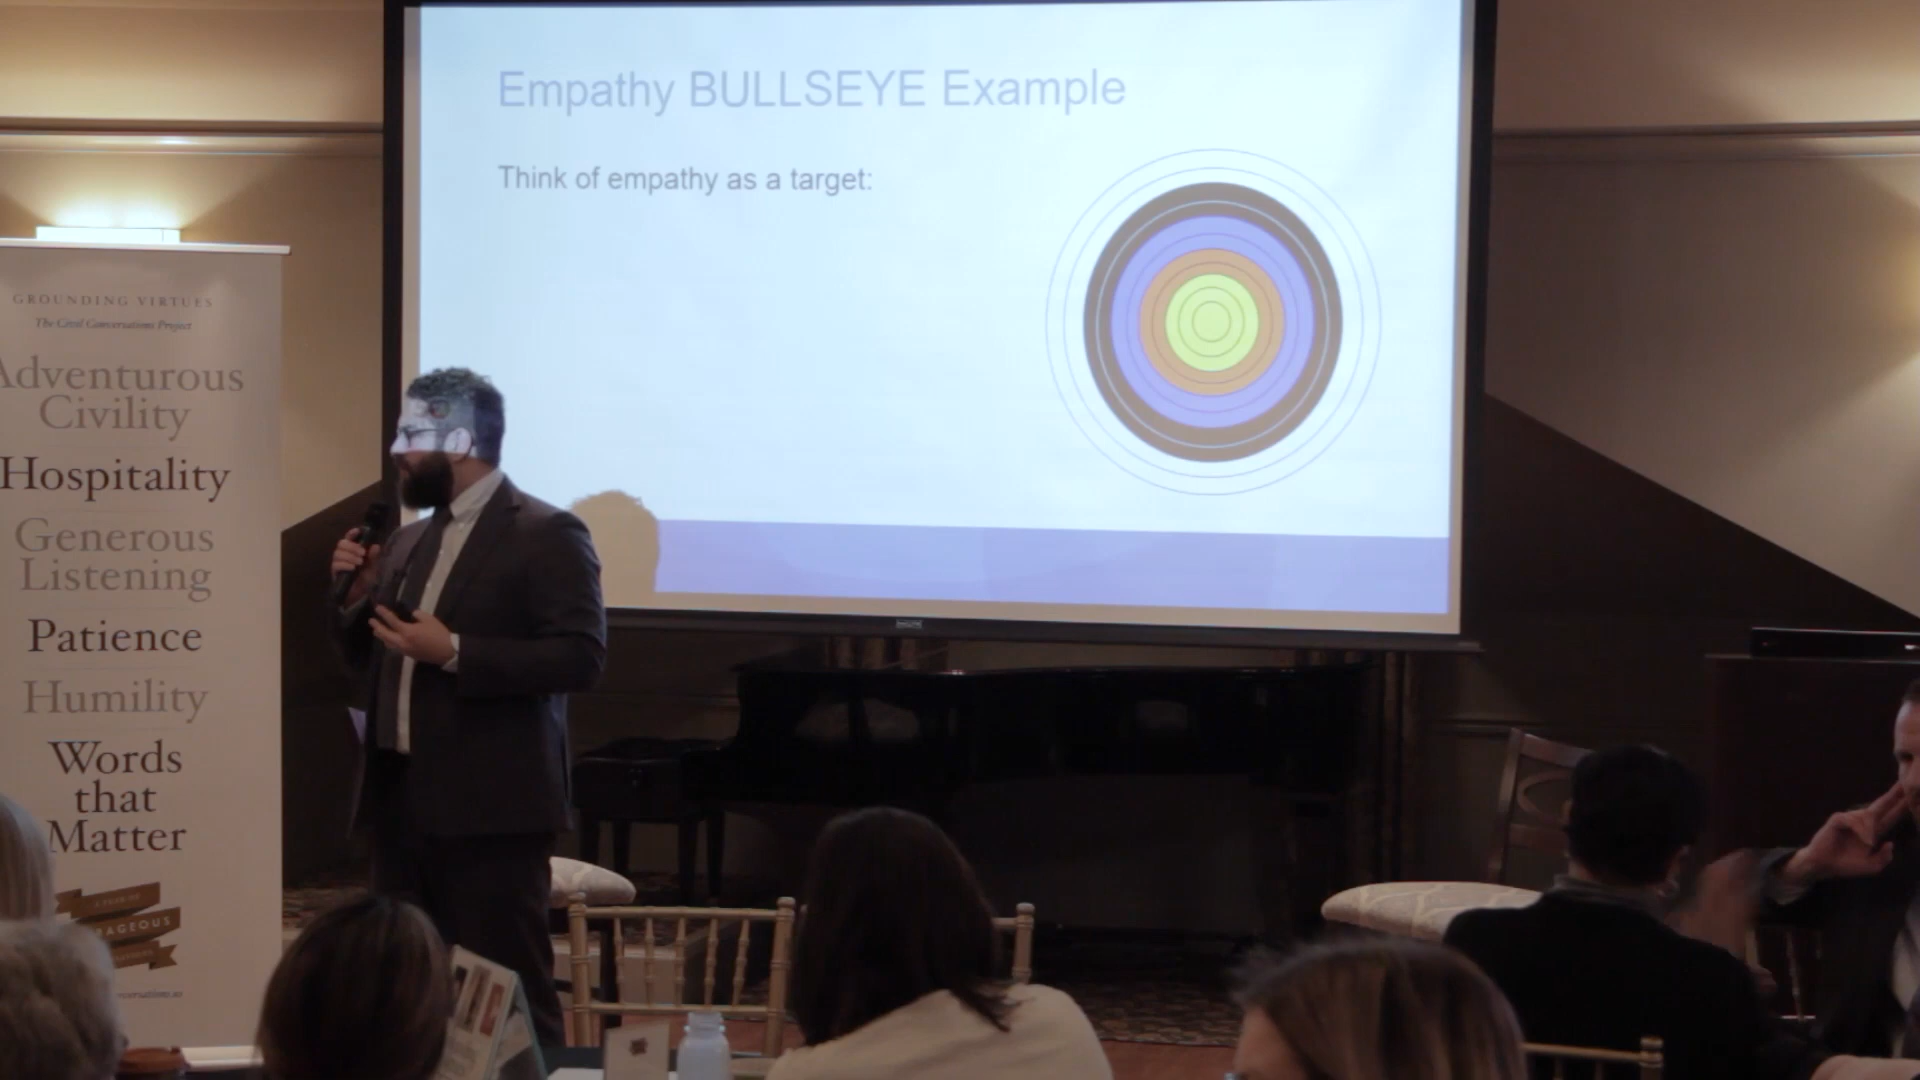 Empathy BULLSEYE Example
Think of empathy as a target:
GROUNDING VIRTUES
The Civil Conversations Project
Adventurous
Civility
Hospitality
Generous
Listening
Patience
Humility
Words
that
Matter